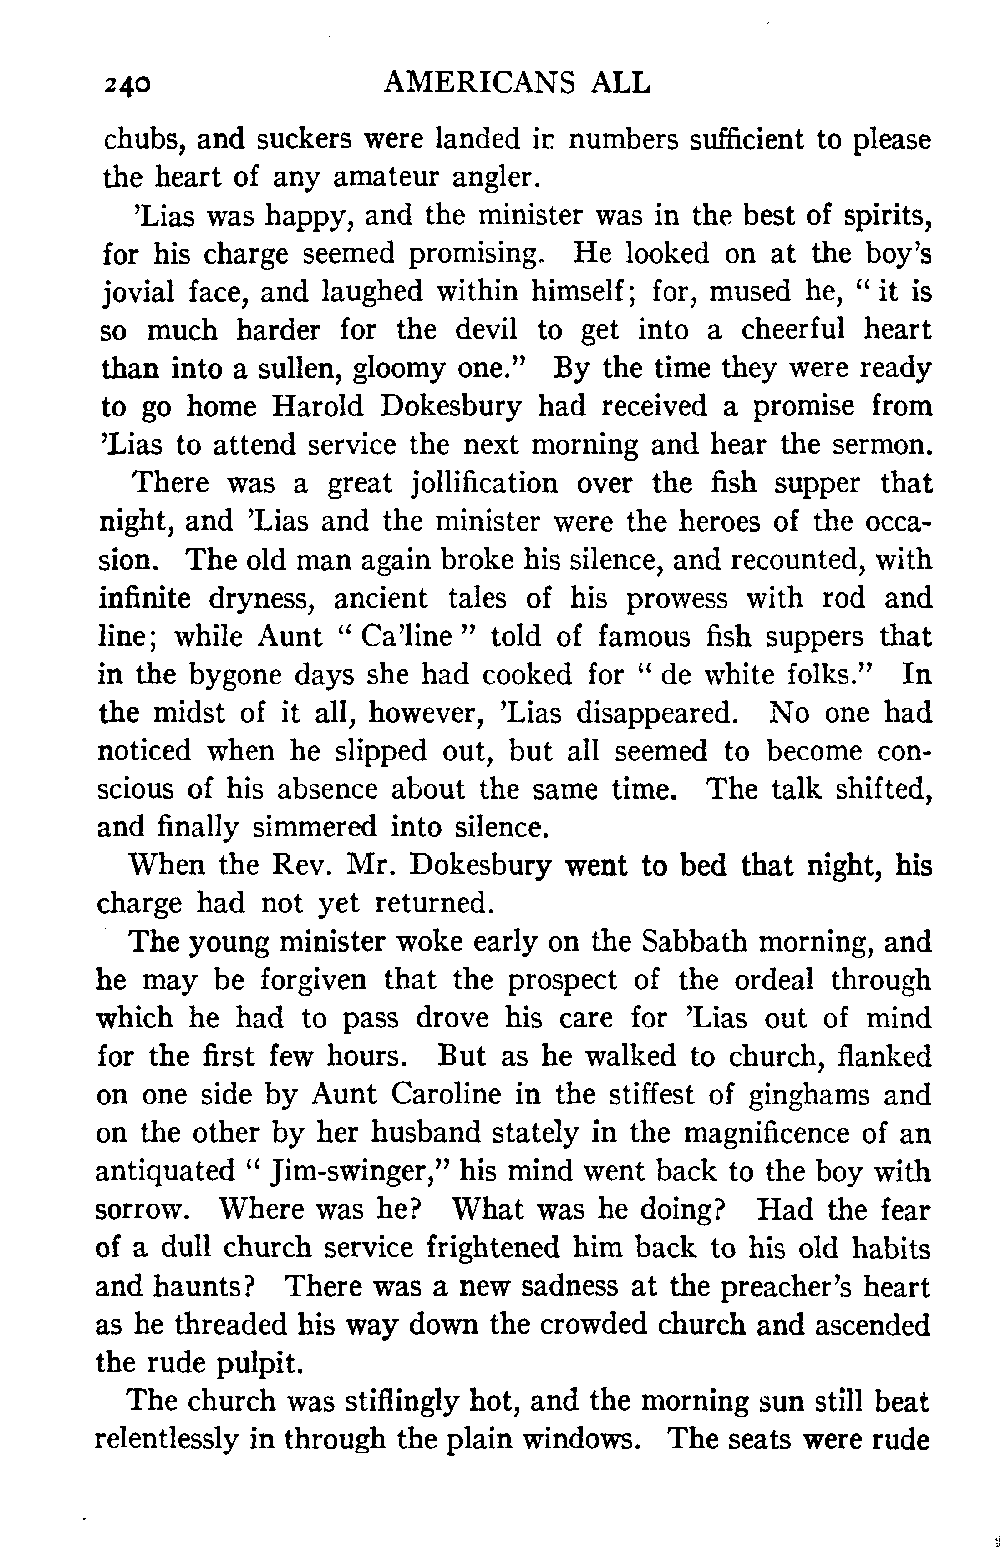 240 AMERICANS ALL
chubs, and suckers were landed in numbers sufficient to please
the heart of any amateur angler.
'Lias was happy, and the minister was in the best of spirits,
for his charge seemed promising. He looked on at the boy's
jovial face, and laughed within himself; for, mused he, " it is
so much harder for the devil to get into a cheerful heart
than into a sullen, gloomy one." By the time they were ready
to go home Harold Dokesbury had received a promise from
'Lias to attend service the next morning and hear the sermon.
There was a great jollification over the fish supper that
night, and 'Lias and the minister were the heroes of the occa-
sion. The old man again broke his silence, and recounted, with
infinite dryness, ancient tales of his prowess with rod and
line; while Aunt " Ca'line " told of famous fish suppers that
in the bygone days she had cooked for " de white folks." In
the midst of it all, however, 'Lias disappeared. No one had
noticed when he slipped out, but all seemed to become con-
scious of his absence about the same time. The talk shifted,
and finally simmered into silence.
When the Rev. Mr. Dokesbury went to bed that night, his
charge had not yet returned.
The young minister woke early on the Sabbath morning, and
he may be forgiven that the prospect of the ordeal through
which he had to pass drove his care for 'Lias out of mind
for the first few hours. But as he walked to church, flanked
on one side by Aunt Caroline in the stiffest of ginghams and
on the other by her husband stately in the magnificence of an
antiquated " Jim-swinger," his mind went back to the boy with
sorrow. Where was he? What was he doing? Had the fear
of a dull church service frightened him back to his old habits
and haunts? There was a new sadness at the preacher's heart
as he threaded his way down the crowded church and ascended
the rude pulpit.
The church was stiflingly hot, and the morning sun still beat
relentlessly in through the plain windows. The seats were rude